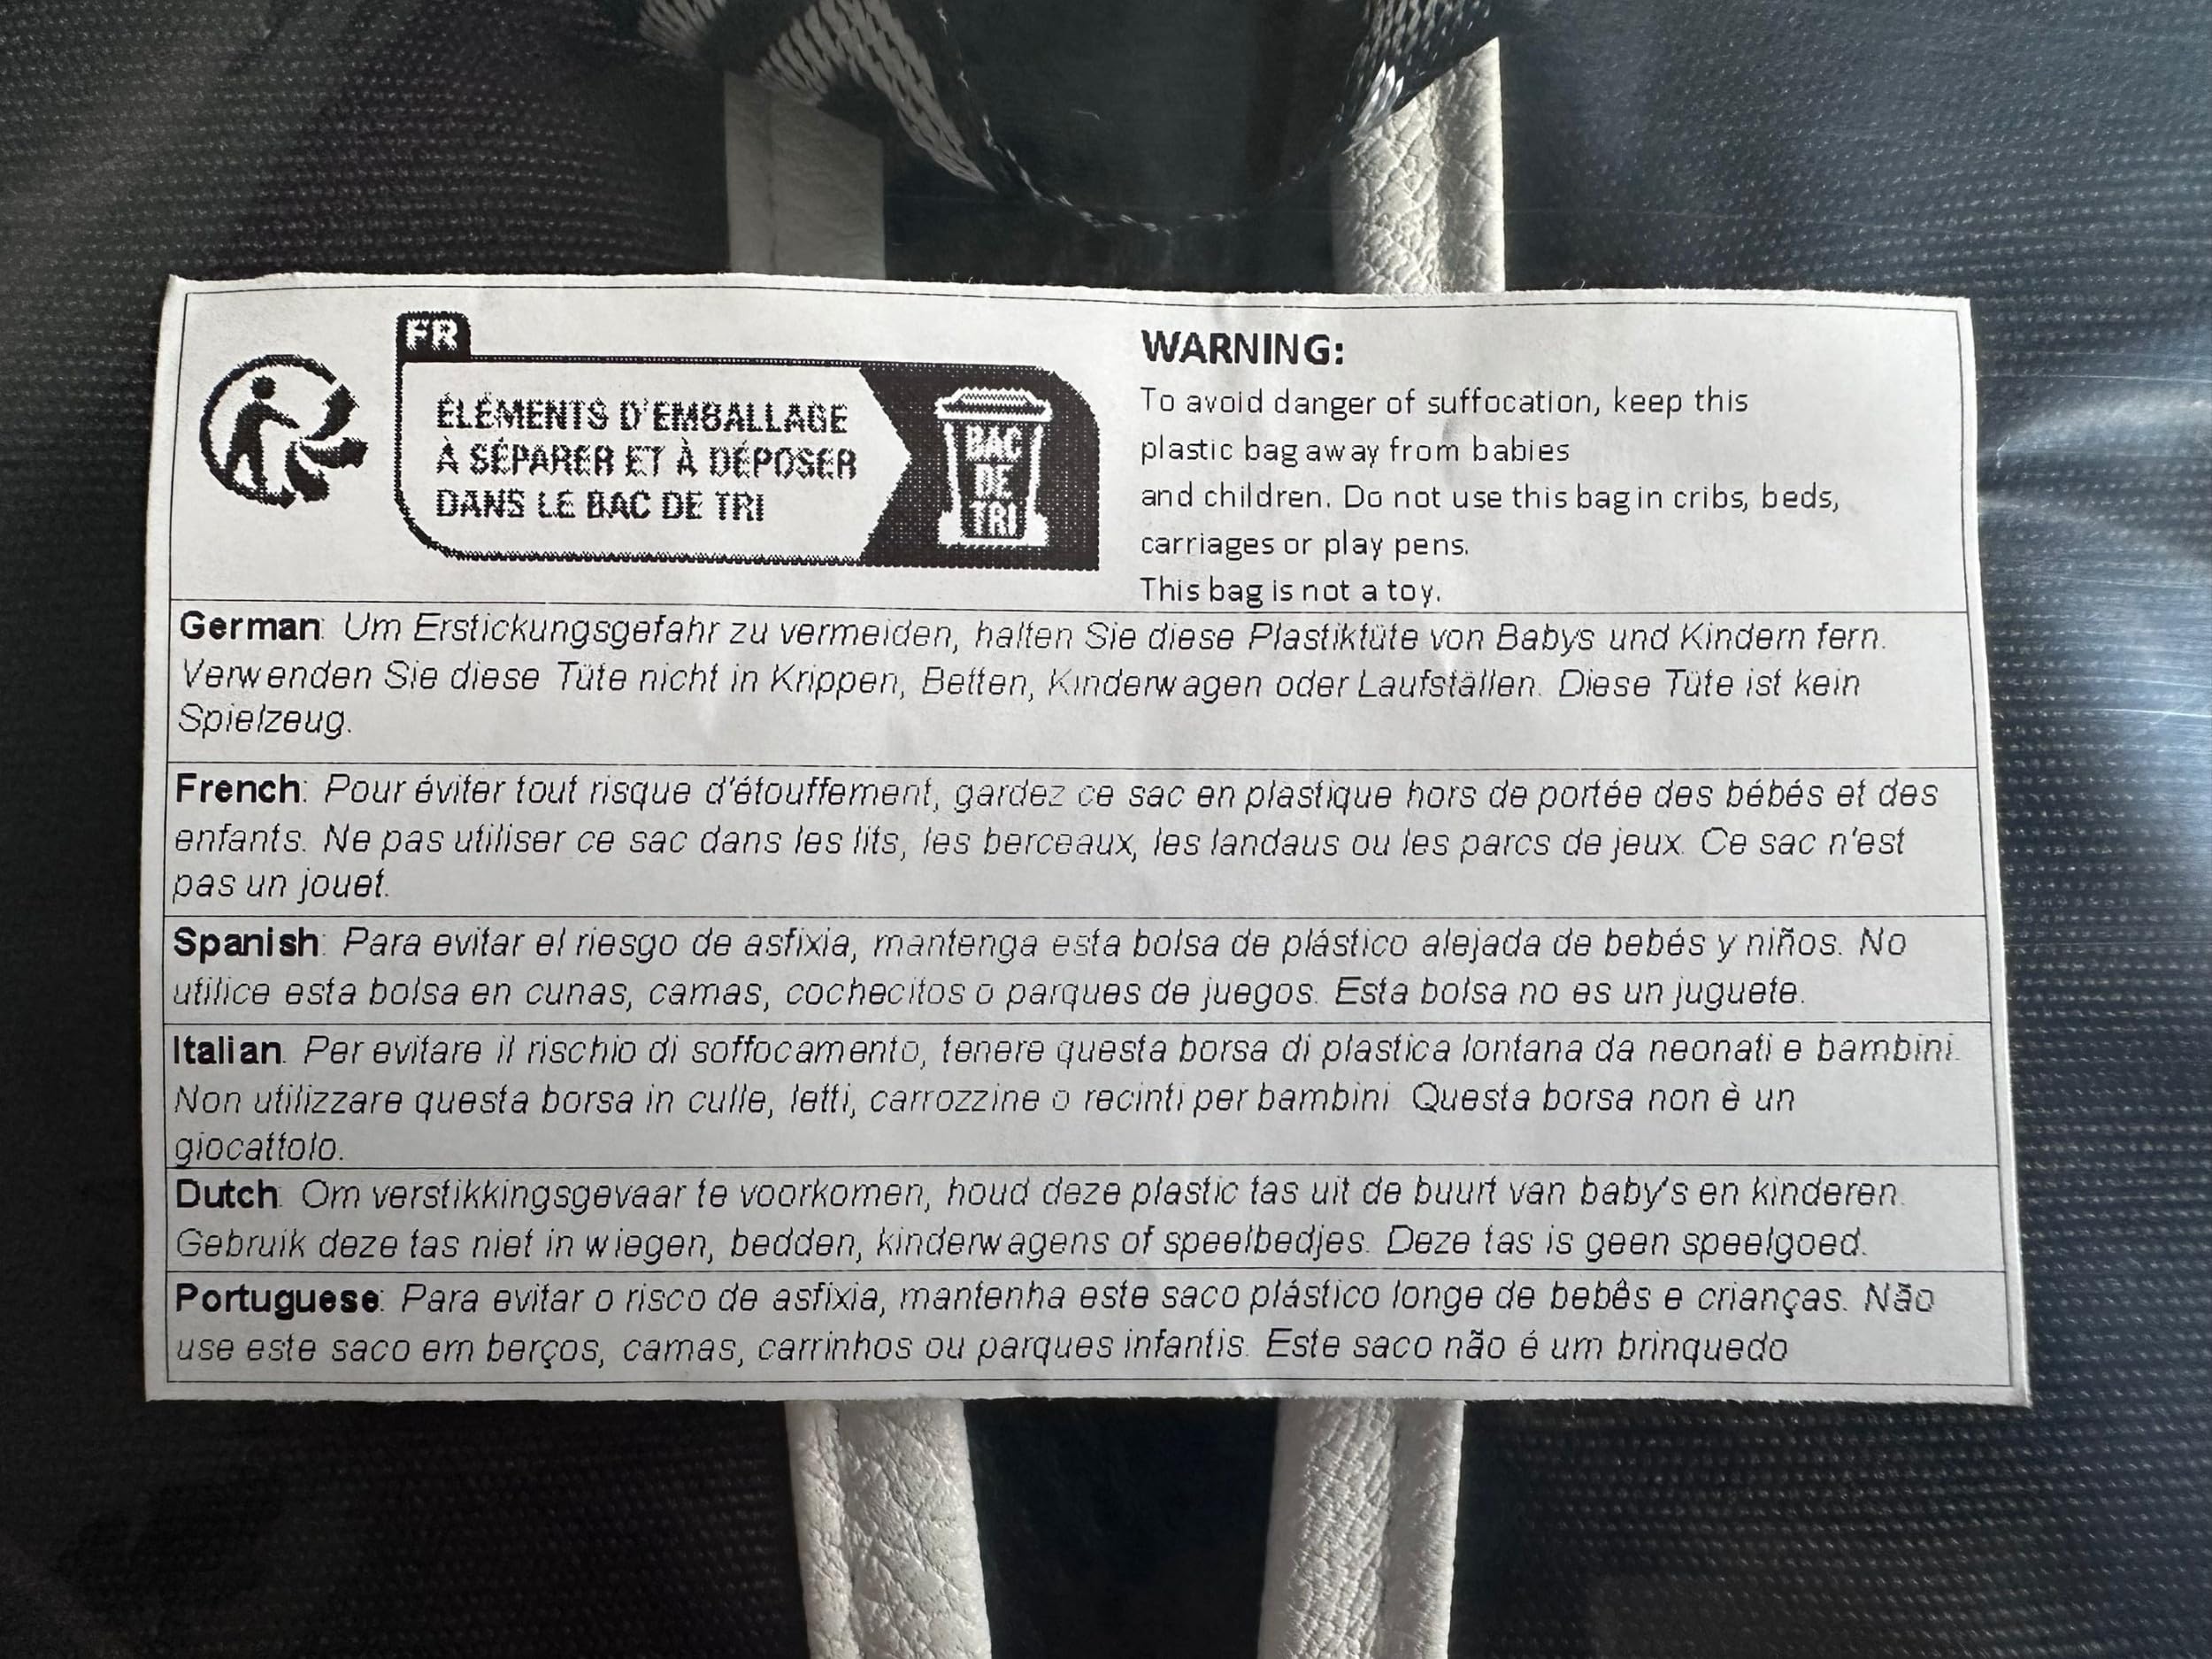 FR
ÉLÉMENTS D'EMBALLAGE
À SÉPARER ET À DÉPOSER
DANS LE BAC DE TRI
BAC
DE
TRI
WARNING:
To avoid danger of suffocation, keep this
plastic bag away from babies
and children. Do not use this bag in cribs, beds,
carriages or play pens.
This bag is not a toy.
German: Um Erstickungsgefahr zu vermeiden, halten Sie diese Plastiktüte von Babys und Kindern fern.
Verwenden Sie diese Tüte nicht in Krippen, Betten, Kinderwagen oder Laufställen. Diese Tüte ist kein
Spielzeug.
French: Pour éviter tout risque d'étouffement, gardez ce sac en plastique hors de portée des bébés et des
enfants. Ne pas utiliser ce sac dans les lits, les berceaux, les landaus ou les parcs de jeux. Ce sac n'est
pas un jouet.
Spanish: Para evitar el riesgo de asfixia, mantenga esta bolsa de plástico alejada de bebés y niños. No
utilice esta bolsa en cunas, camas, cochecitos o parques de juegos. Esta bolsa no es un juguete.
Italian: Per evitare il rischio di soffocamento, tenere questa borsa di plastica lontana da neonati e bambini.
Non utilizzare questa borsa in culle, letti, carrozzine o recinti per bambini. Questa borsa non è un
giocattolo.
Dutch: Om verstikkingsgevaar te voorkomen, houd deze plastic tas uit de buurt van baby's en kinderen.
Gebruik deze tas niet in wiegen, bedden, kinderwagens of speelbedjes. Deze tas is geen speelgoed.
Portuguese: Para evitar o risco de asfixia, mantenha este saco plástico longe de bebês e crianças. Não
use este saco em berços, camas, carrinhos ou parques infantis. Este saco não é um brinquedo